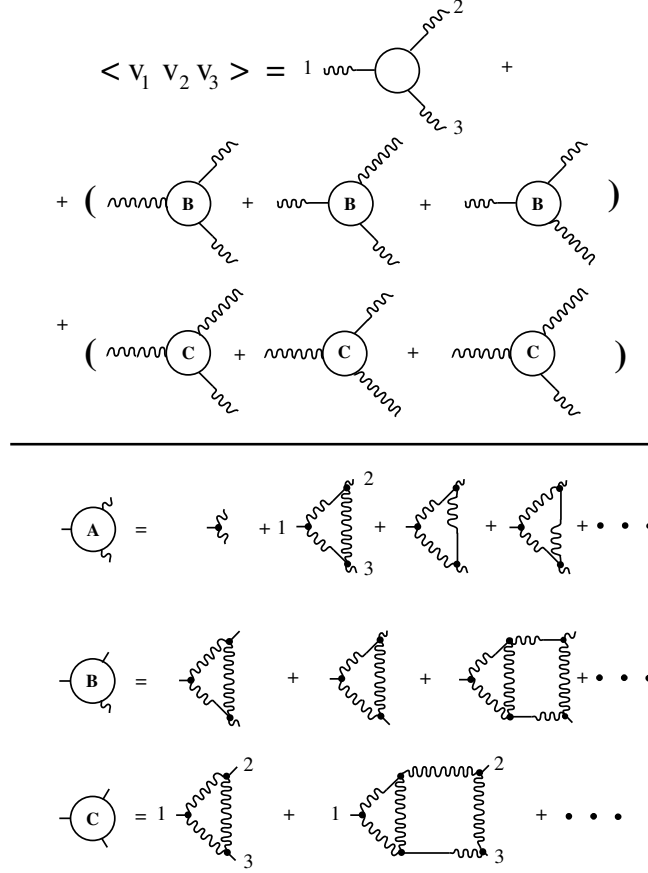 < v1 v2 v3 > = 1 2 3 +
+ ( B + B + B )
+ ( C + C + C )
A = + 1 2 3 + + + • • •
B = + + + • • •
C = 1 2 3 + 1 2 3 + • • •